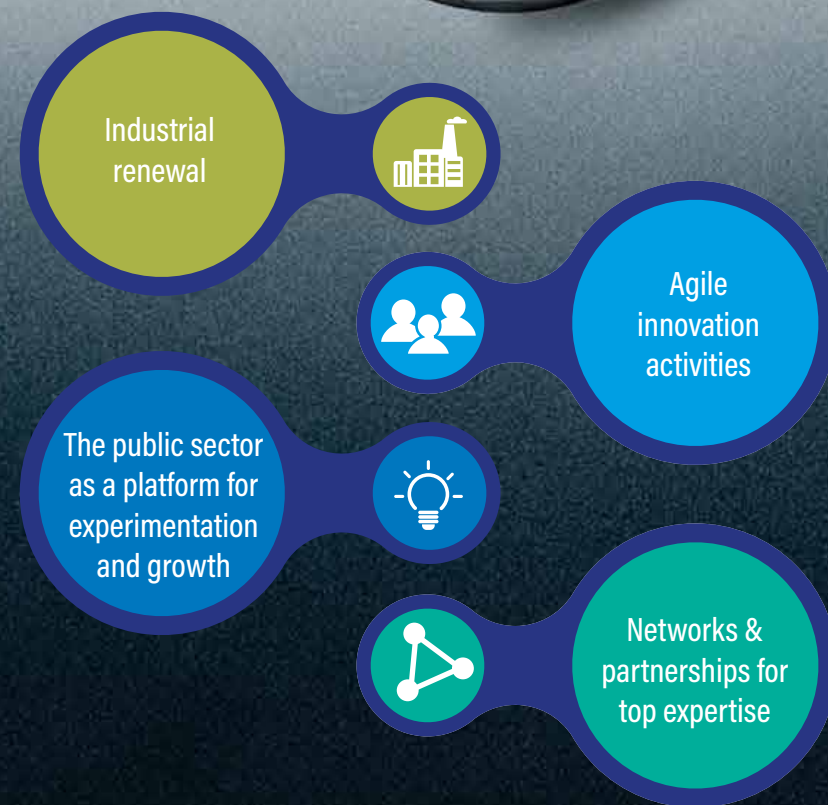 Industrial
renewal
Agile
innovation
activities
The public sector
as a platform for
experimentation
and growth
Networks &
partnerships for
top expertise